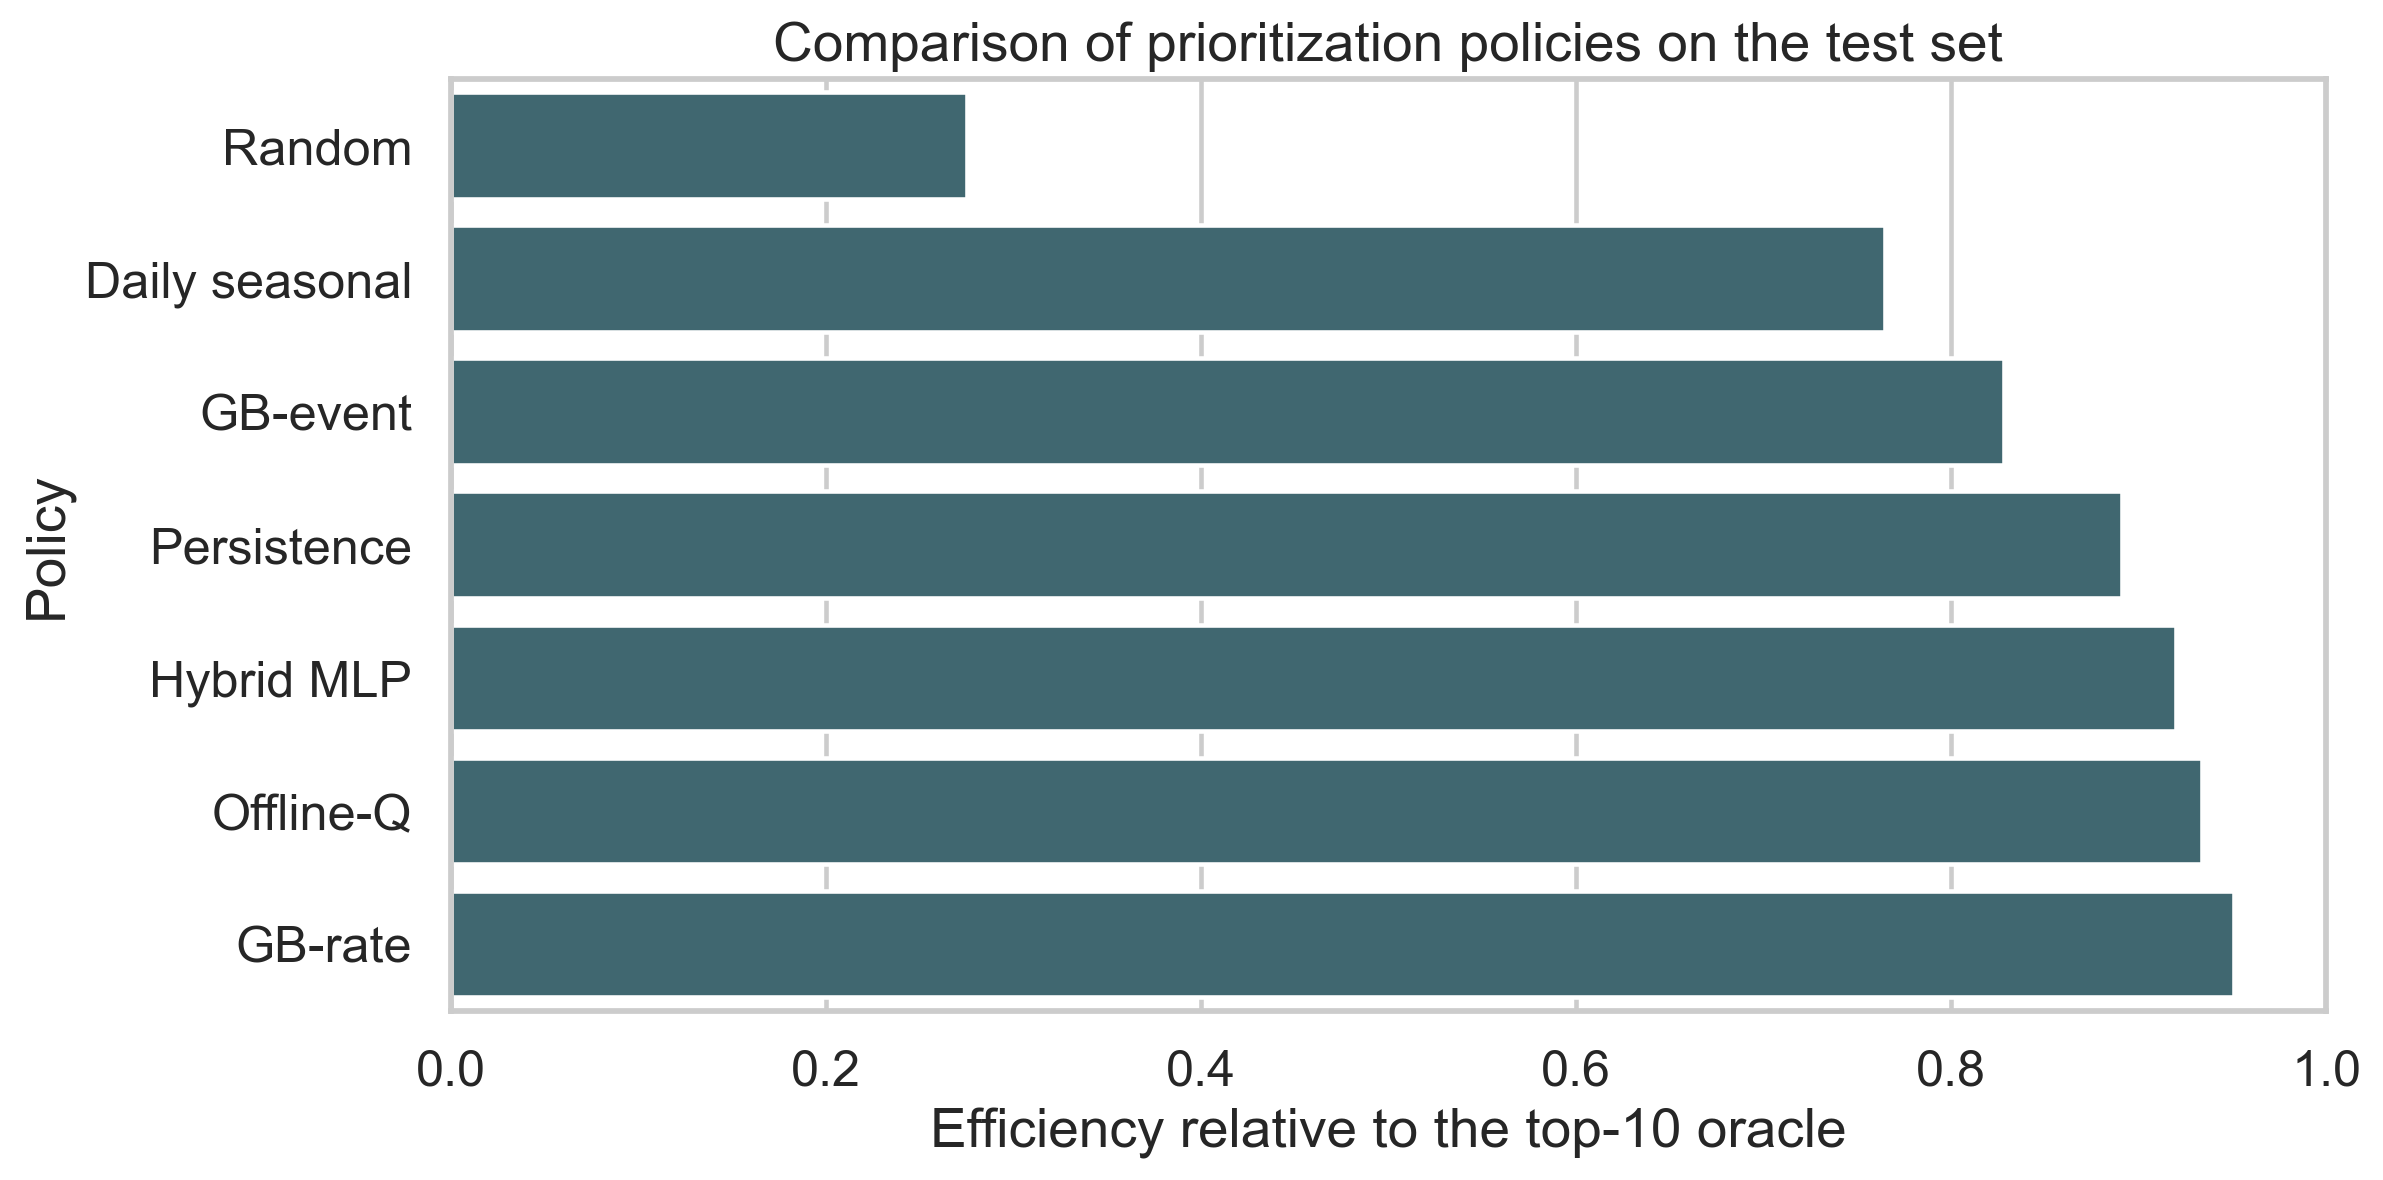 Comparison of prioritization policies on the test set
Random
Daily seasonal
GB-event
Persistence
Hybrid MLP
Offline-Q
GB-rate
Policy
0.0 0.2 0.4 0.6 0.8 1.0
Efficiency relative to the top-10 oracle